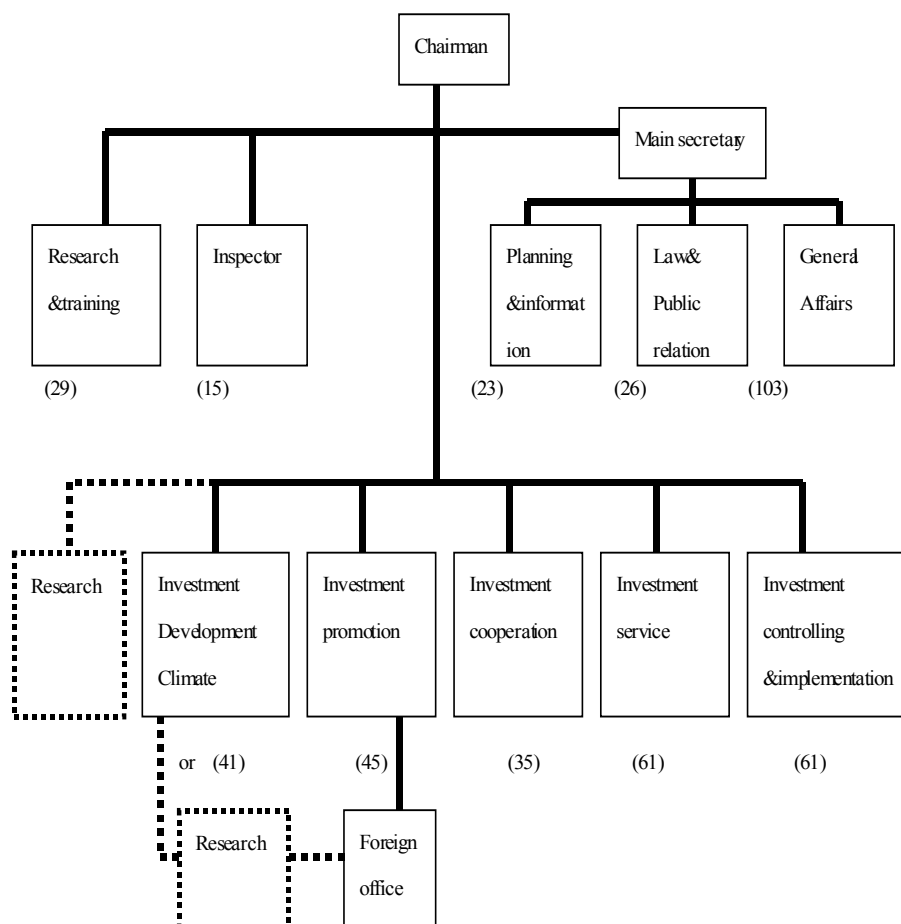 Chairman
Main secretary
Research
&training
Inspector
Planning
&informat
ion
Law&
Public
relation
General
Affairs
(29)
(15)
(23)
(26)
(103)
Research
Investment
Development
Climate
Investment
promotion
Investment
cooperation
Investment
service
Investment
controlling
&implementation
or (41)
(45)
(35)
(61)
(61)
Research
Foreign
office